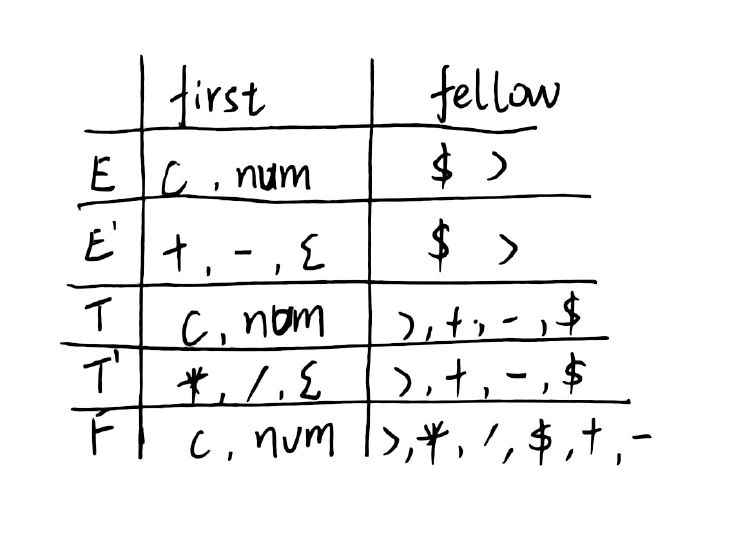 first fellow
E (, num $ )
E' +, -, ε $ )
T (, num ), +, -, $
T' *, /, ε ), +, -, $
F (, num ), *, /, $, +, -